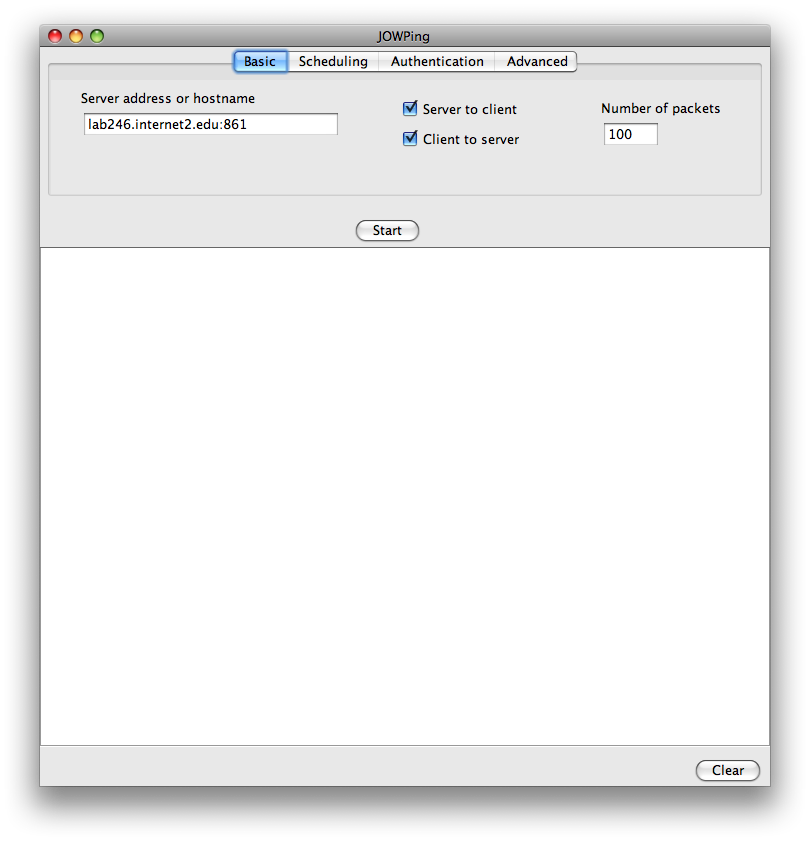 JOWPing
Basic Scheduling Authentication Advanced
Server address or hostname
lab246.internet2.edu:861
Server to client
Client to server
Number of packets
100
Start
Clear